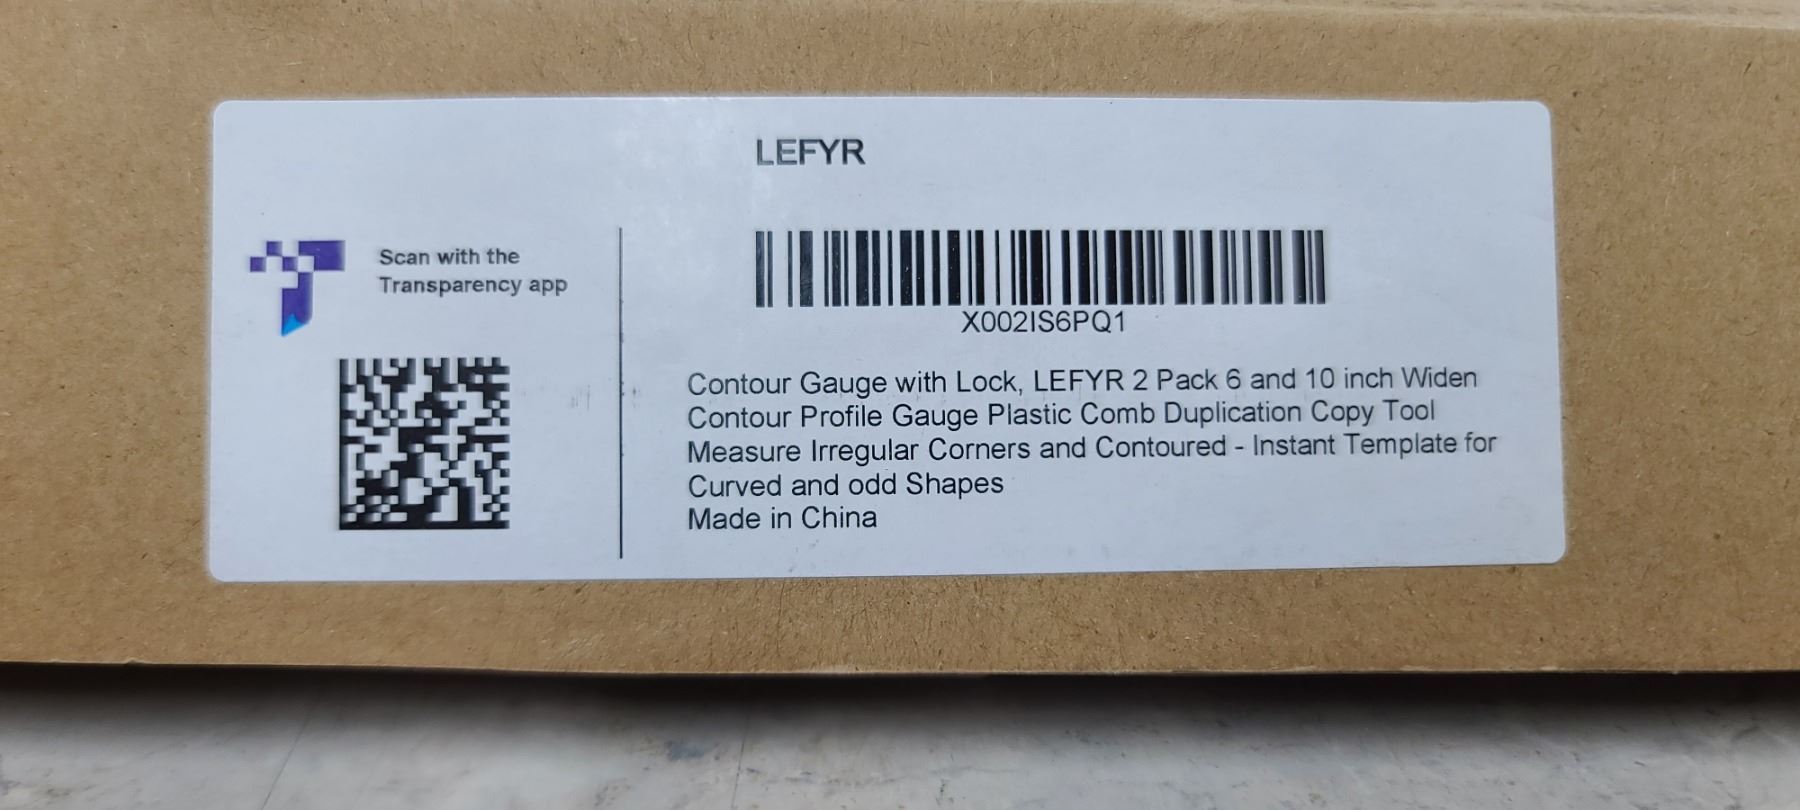 LEFYR
Scan with the
Transparency app
X002IS6PQ1
Contour Gauge with Lock, LEFYR 2 Pack 6 and 10 inch Widen
Contour Profile Gauge Plastic Comb Duplication Copy Tool
Measure Irregular Corners and Contoured - Instant Template for
Curved and odd Shapes
Made in China